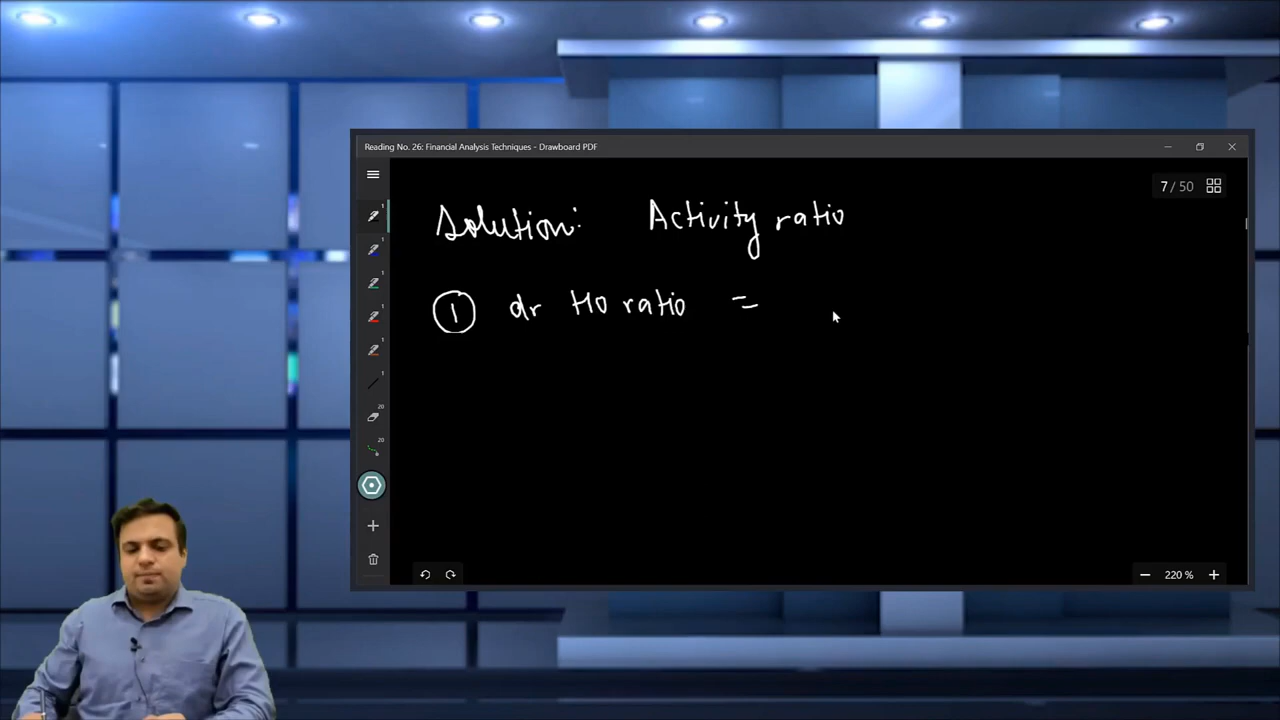 Reading No. 26: Financial Analysis Techniques - Drawboard PDF
7 / 50
Solution: Activity ratio
1 dr t/o ratio =
220 %